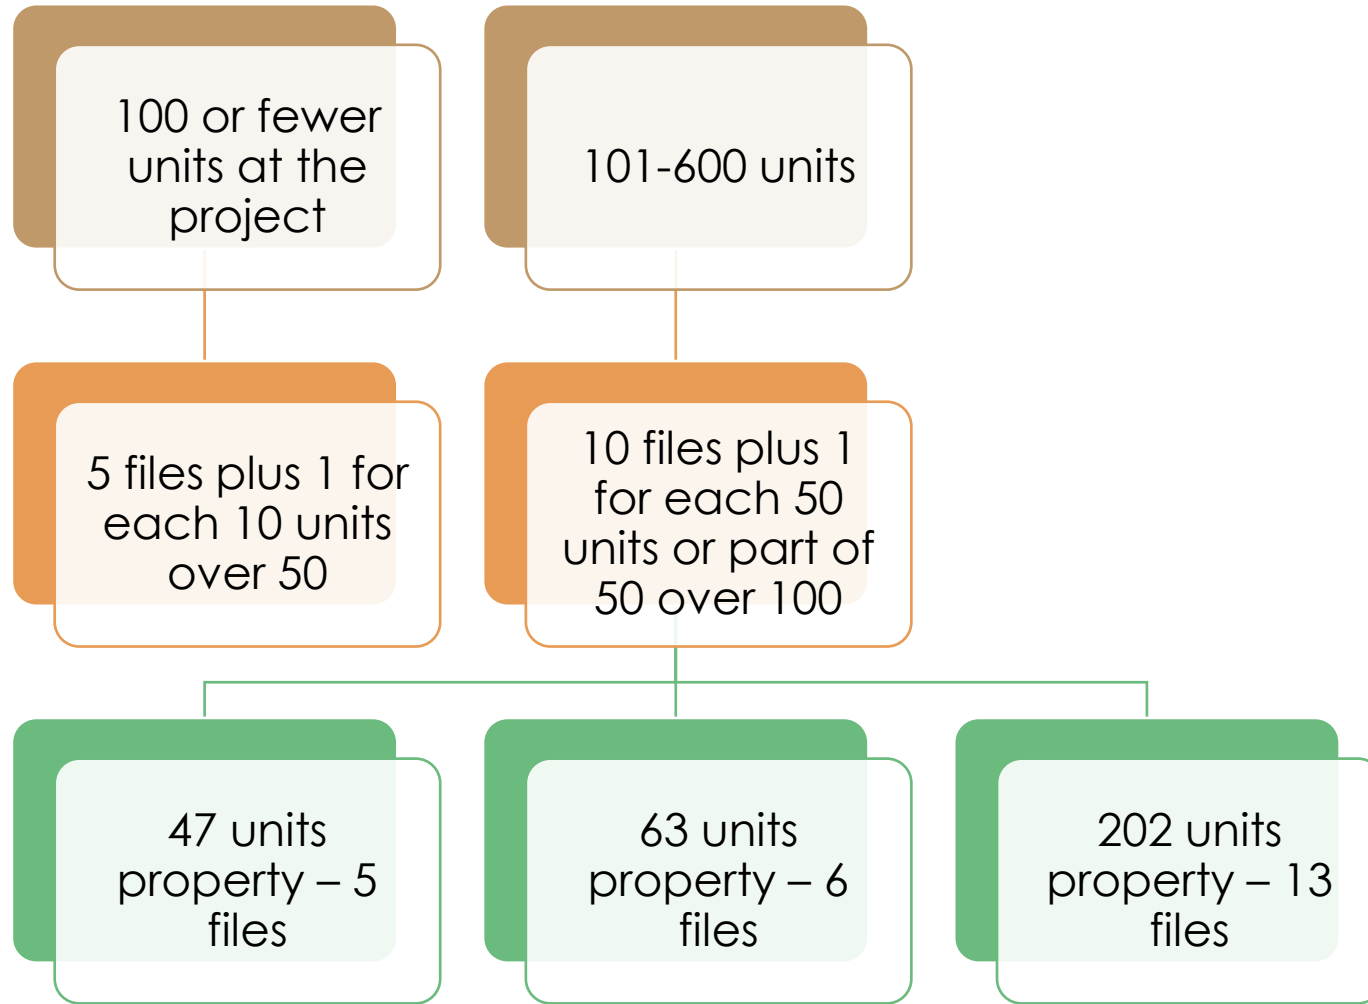 100 or fewer
units at the
project
101-600 units
5 files plus 1 for
each 10 units
over 50
10 files plus 1
for each 50
units or part of
50 over 100
47 units
property – 5
files
63 units
property – 6
files
202 units
property – 13
files